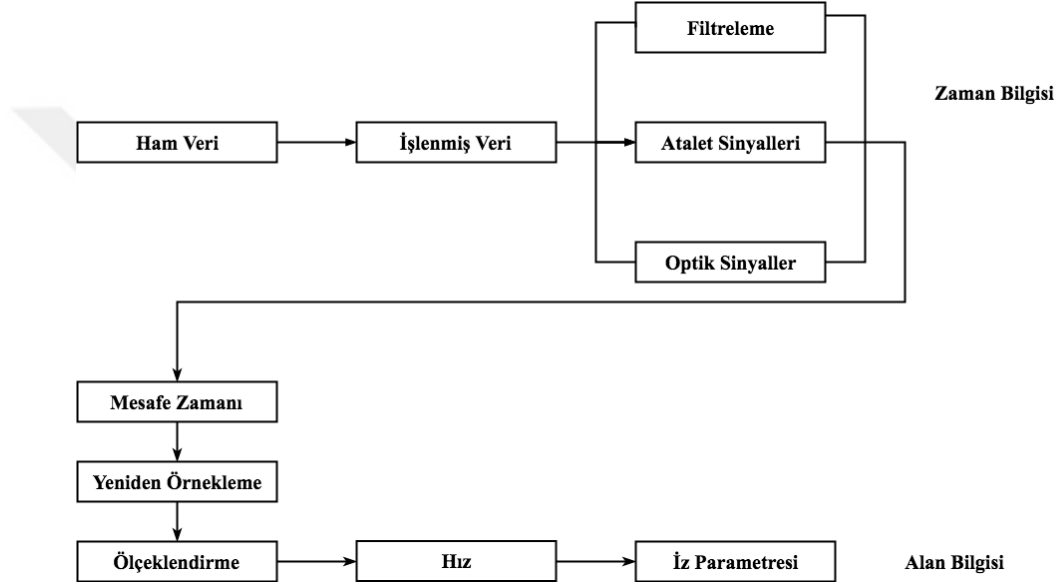 Filtreleme
Zaman Bilgisi
Ham Veri
İşlenmiş Veri
Atalet Sinyalleri
Optik Sinyaller
Mesafe Zamanı
Yeniden Örnekleme
Ölçeklendirme
Hız
İz Parametresi
Alan Bilgisi